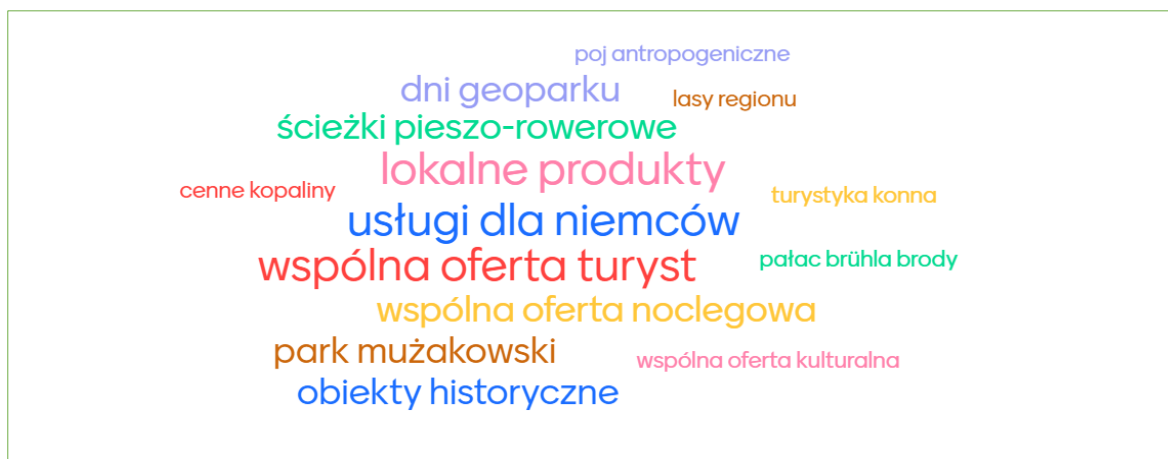 poj antropogeniczne
dni geoparku
lasy regionu
ścieżki pieszo-rowerowe
lokalne produkty
cenne kopaliny
turystyka konna
usługi dla niemców
wspólna oferta turyst
pałac brühla brody
wspólna oferta noclegowa
park mużakowski
wspólna oferta kulturalna
obiekty historyczne